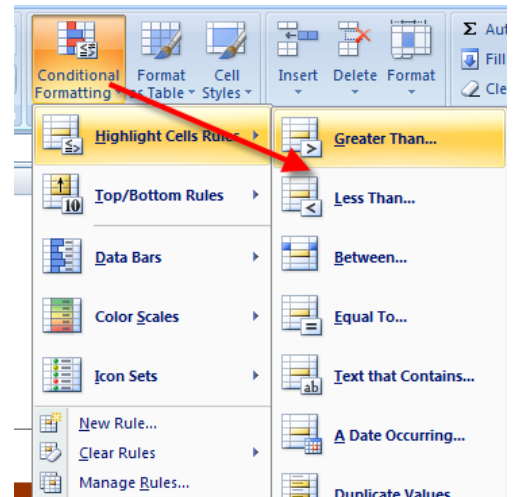 Conditional
Formatting
Format
as Table
Cell
Styles
Insert
Delete
Format
Σ Aut
Fill
Cle
Highlight Cells Rules
Top/Bottom Rules
10
Data Bars
Color Scales
Icon Sets
New Rule...
Clear Rules
Manage Rules...
Greater Than...
Less Than...
Between...
Equal To...
Text that Contains...
ab
A Date Occurring...
Duplicate Values